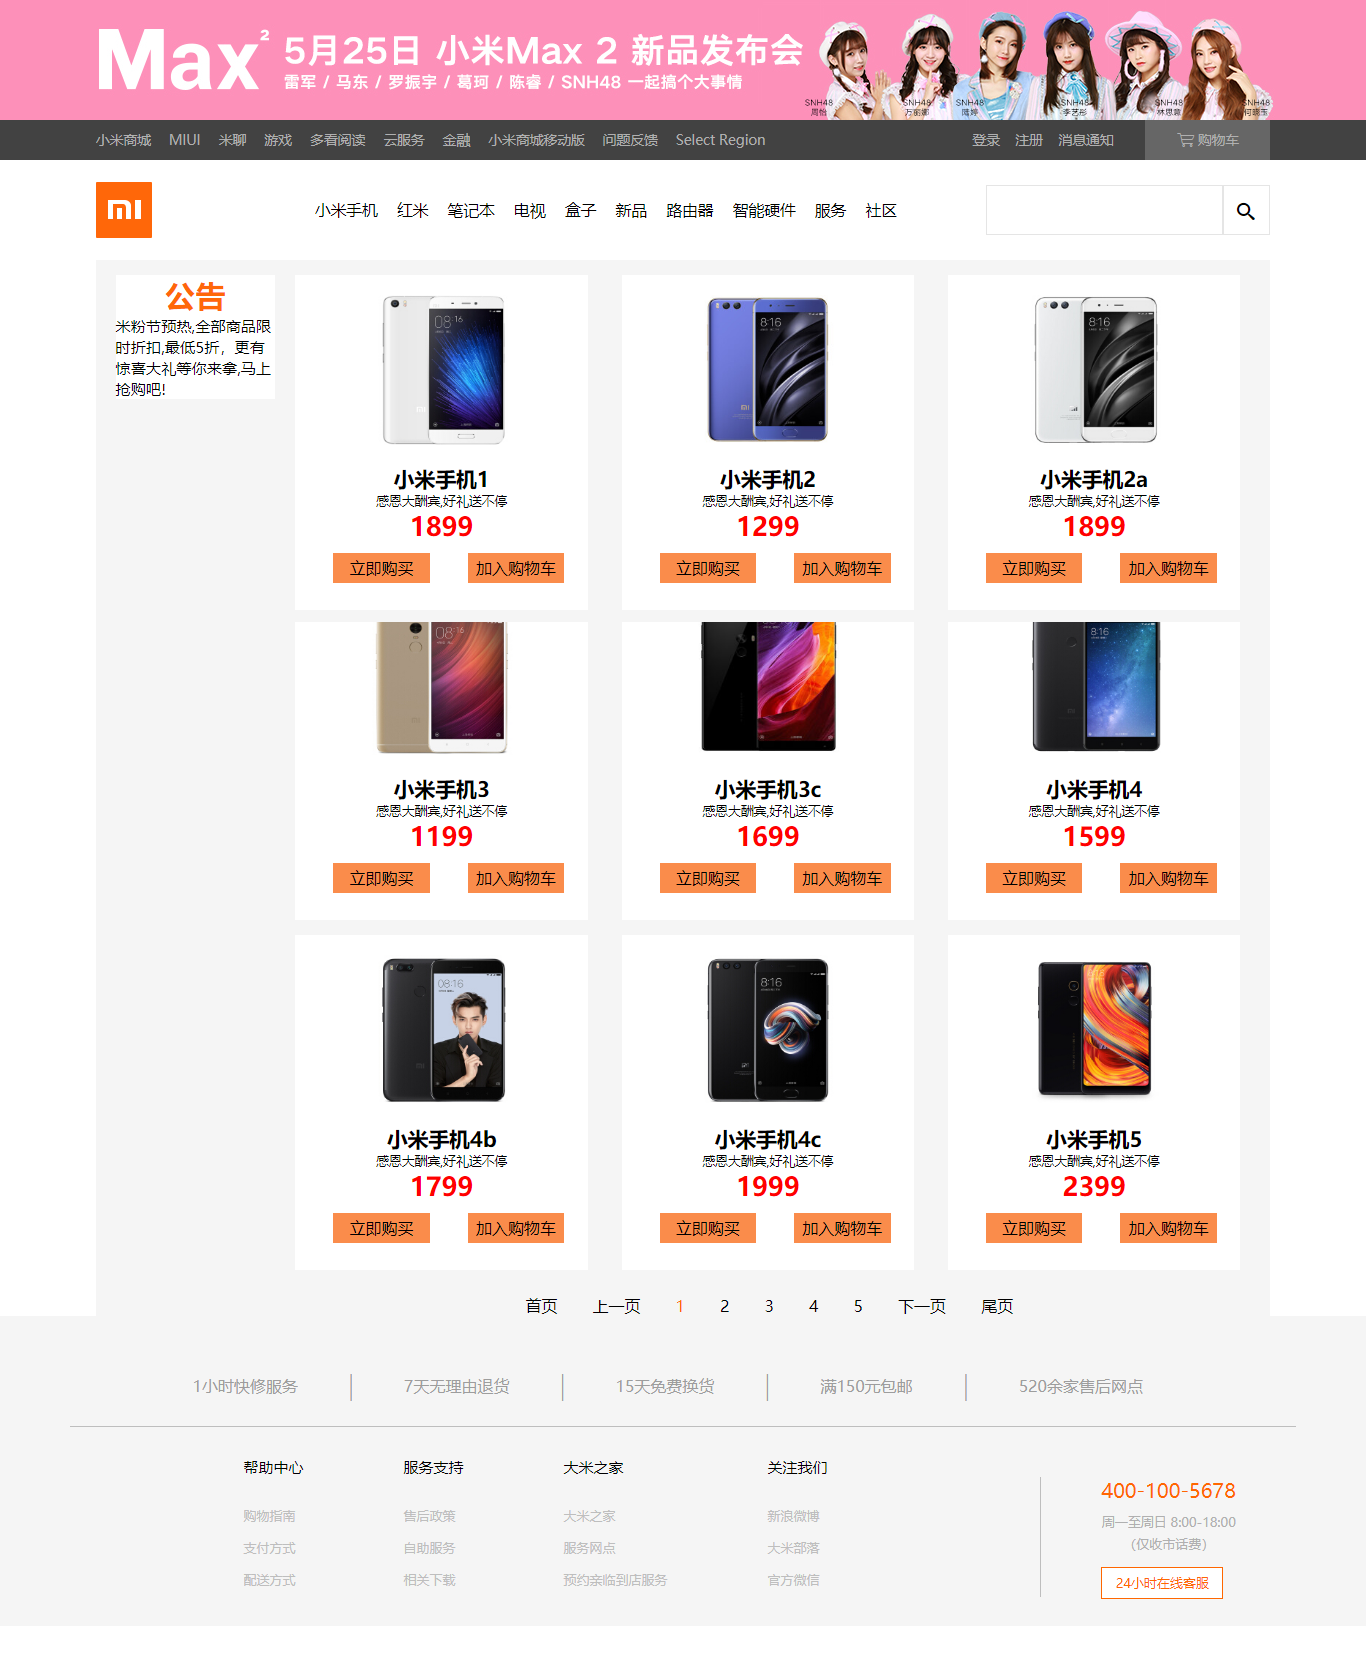 Max² 5月25日 小米Max 2 新品发布会
雷军 / 马东 / 罗振宇 / 葛珂 / 陈睿 / SNH48 一起搞个大事情
SNH48 SNH48 SNH48 SNH48 SNH48 SNH48
周怡 万丽娜 陆婷 李艺彤 林思意 何晓玉
小米商城 MIUI 米聊 游戏 多看阅读 云服务 金融 小米商城移动版 问题反馈 Select Region 登录 注册 消息通知 购物车
小米手机 红米 笔记本 电视 盒子 新品 路由器 智能硬件 服务 社区
公告
米粉节预热,全部商品限
时折扣,最低5折，更有
惊喜大礼等你来拿,马上
抢购吧!
小米手机1 小米手机2 小米手机2a
感恩大酬宾,好礼送不停 感恩大酬宾,好礼送不停 感恩大酬宾,好礼送不停
1899 1299 1899
立即购买 加入购物车 立即购买 加入购物车 立即购买 加入购物车
小米手机3 小米手机3c 小米手机4
感恩大酬宾,好礼送不停 感恩大酬宾,好礼送不停 感恩大酬宾,好礼送不停
1199 1699 1599
立即购买 加入购物车 立即购买 加入购物车 立即购买 加入购物车
小米手机4b 小米手机4c 小米手机5
感恩大酬宾,好礼送不停 感恩大酬宾,好礼送不停 感恩大酬宾,好礼送不停
1799 1999 2399
立即购买 加入购物车 立即购买 加入购物车 立即购买 加入购物车
首页 上一页 1 2 3 4 5 下一页 尾页
1小时快修服务 7天无理由退货 15天免费换货 满150元包邮 520余家售后网点
帮助中心 服务支持 大米之家 关注我们
购物指南 售后政策 大米之家 新浪微博
支付方式 自助服务 服务网点 大米部落
配送方式 相关下载 预约亲临到店服务 官方微信
400-100-5678
周一至周日 8:00-18:00
（仅收市话费）
24小时在线客服